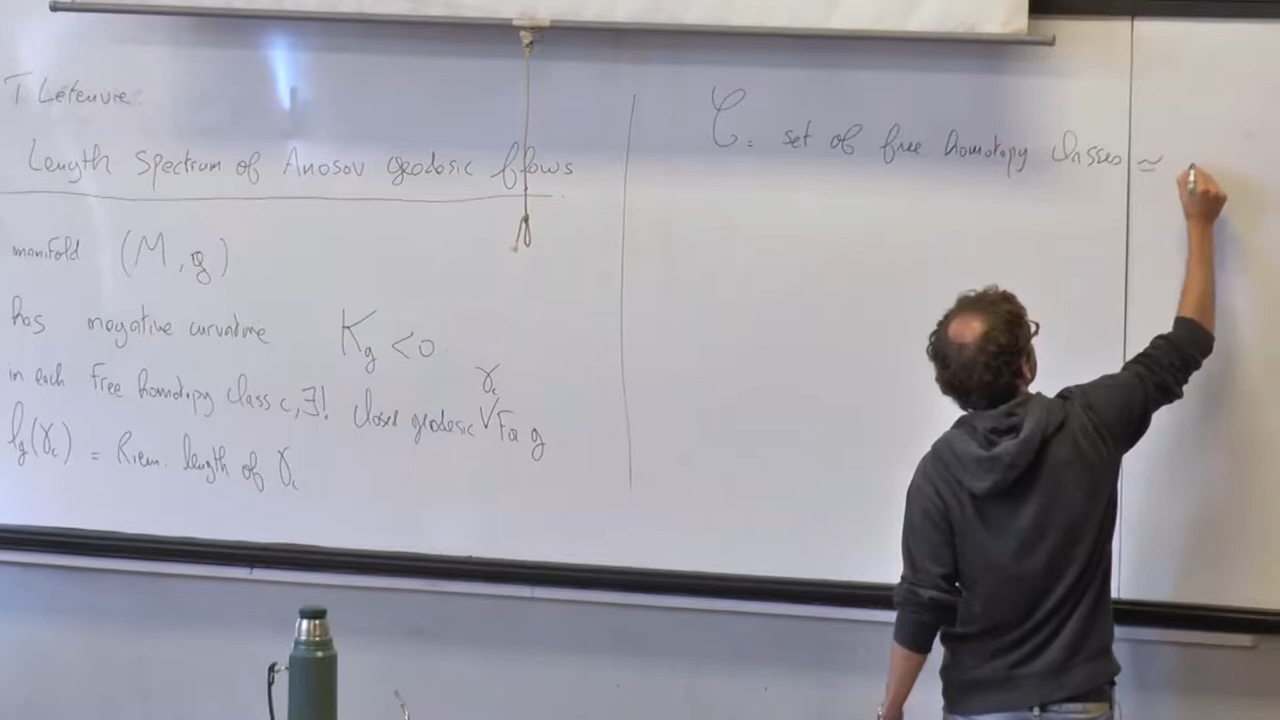 T Lefeuvre.
Length Spectrum of Anosov geodesic flows
manifold (M, g)
has negative curvature K_g < 0
in each free homotopy class c, ∃! closed geodesic γ_c for g
l_g(γ_c) = Riem. length of γ_c
C = set of free homotopy classes ≃